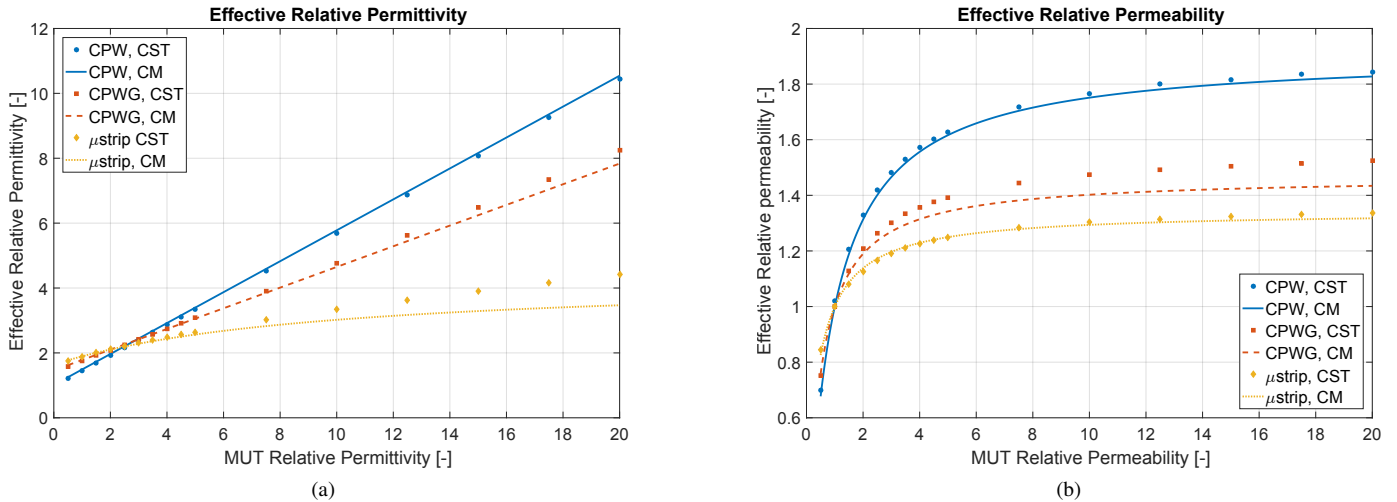 Effective Relative Permittivity
12
10
8
6
4
2
0
Effective Relative Permittivity [-]
CPW, CST
CPW, CM
CPWG, CST
CPWG, CM
μstrip CST
μstrip, CM
0 2 4 6 8 10 12 14 16 18 20
MUT Relative Permittivity [-]
(a)
Effective Relative Permeability
2
1.8
1.6
1.4
1.2
1
0.8
0.6
Effective Relative permeability [-]
CPW, CST
CPW, CM
CPWG, CST
CPWG, CM
μstrip, CST
μstrip, CM
0 2 4 6 8 10 12 14 16 18 20
MUT Relative Permeability [-]
(b)